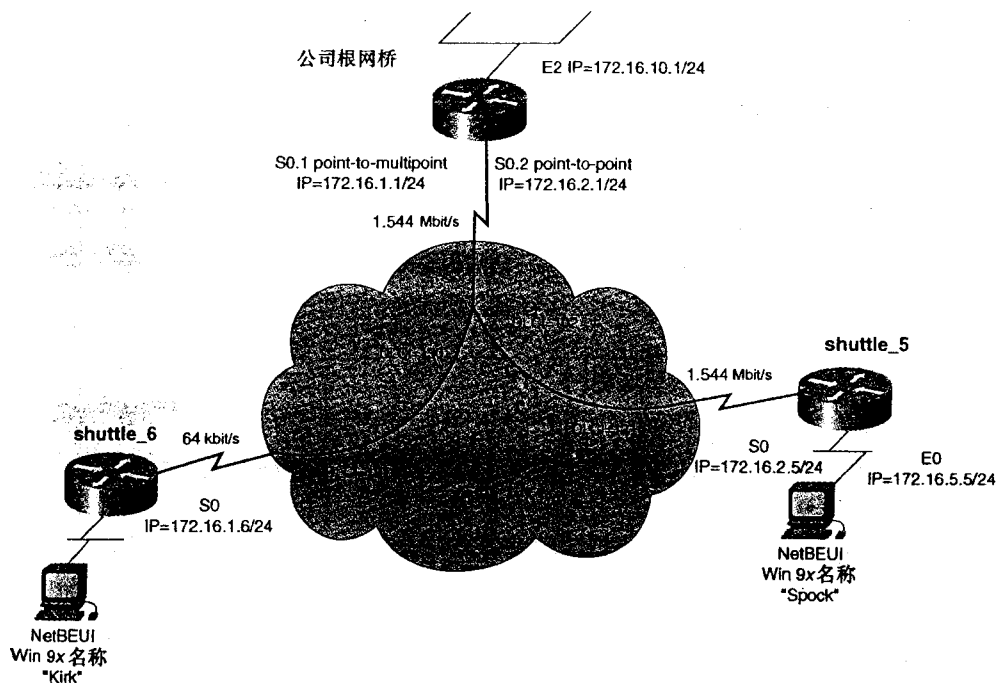 公司根网桥
E2 IP=172.16.10.1/24
S0.1 point-to-multipoint
IP=172.16.1.1/24
S0.2 point-to-point
IP=172.16.2.1/24
1.544 Mbit/s
shuttle_5
1.544 Mbit/s
shuttle_6
64 kbit/s
S0
IP=172.16.2.5/24
E0
IP=172.16.5.5/24
S0
IP=172.16.1.6/24
NetBEUI
Win 9x名称
"Spock"
NetBEUI
Win 9x 名称
"Kirk"